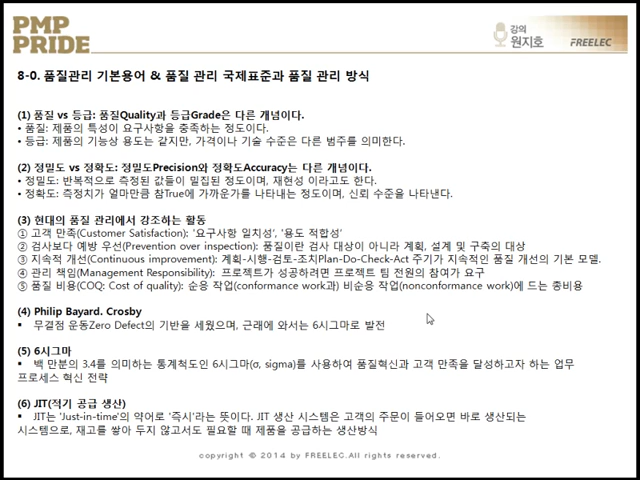 PMP
PRIDE
강의
원지호
FREELEC
8-0. 품질관리 기본용어 & 품질 관리 국제표준과 품질 관리 방식
(1) 품질 vs 등급: 품질Quality과 등급Grade은 다른 개념이다.
• 품질: 제품의 특성이 요구사항을 충족하는 정도이다.
• 등급: 제품의 기능상 용도는 같지만, 가격이나 기술 수준은 다른 범주를 의미한다.
(2) 정밀도 vs 정확도: 정밀도Precision와 정확도Accuracy는 다른 개념이다.
• 정밀도: 반복적으로 측정된 값들이 밀집된 정도이며, 재현성 이라고도 한다.
• 정확도: 측정치가 얼마만큼 참True에 가까운가를 나타내는 정도이며, 신뢰 수준을 나타낸다.
(3) 현대의 품질 관리에서 강조하는 활동
① 고객 만족(Customer Satisfaction): '요구사항 일치성', '용도 적합성'
② 검사보다 예방 우선(Prevention over inspection): 품질이란 검사 대상이 아니라 계획, 설계 및 구축의 대상
③ 지속적 개선(Continuous improvement): 계획-시행-검토-조치Plan-Do-Check-Act 주기가 지속적인 품질 개선의 기본 모델.
④ 관리 책임(Management Responsibility): 프로젝트가 성공하려면 프로젝트 팀 전원의 참여가 요구
⑤ 품질 비용(COQ: Cost of quality): 순응 작업(conformance work과) 비순응 작업(nonconformance work)에 드는 총비용
(4) Philip Bayard. Crosby
▪ 무결점 운동Zero Defect의 기반을 세웠으며, 근래에 와서는 6시그마로 발전
(5) 6시그마
▪ 백 만분의 3.4를 의미하는 통계척도인 6시그마(σ, sigma)를 사용하여 품질혁신과 고객 만족을 달성하고자 하는 업무
프로세스 혁신 전략
(6) JIT(적기 공급 생산)
▪ JIT는 'Just-in-time'의 약어로 '즉시'라는 뜻이다. JIT 생산 시스템은 고객의 주문이 들어오면 바로 생산되는
시스템으로, 재고를 쌓아 두지 않고서도 필요할 때 제품을 공급하는 생산방식
copyright © 2014 by FREELEC.All rights reserved.